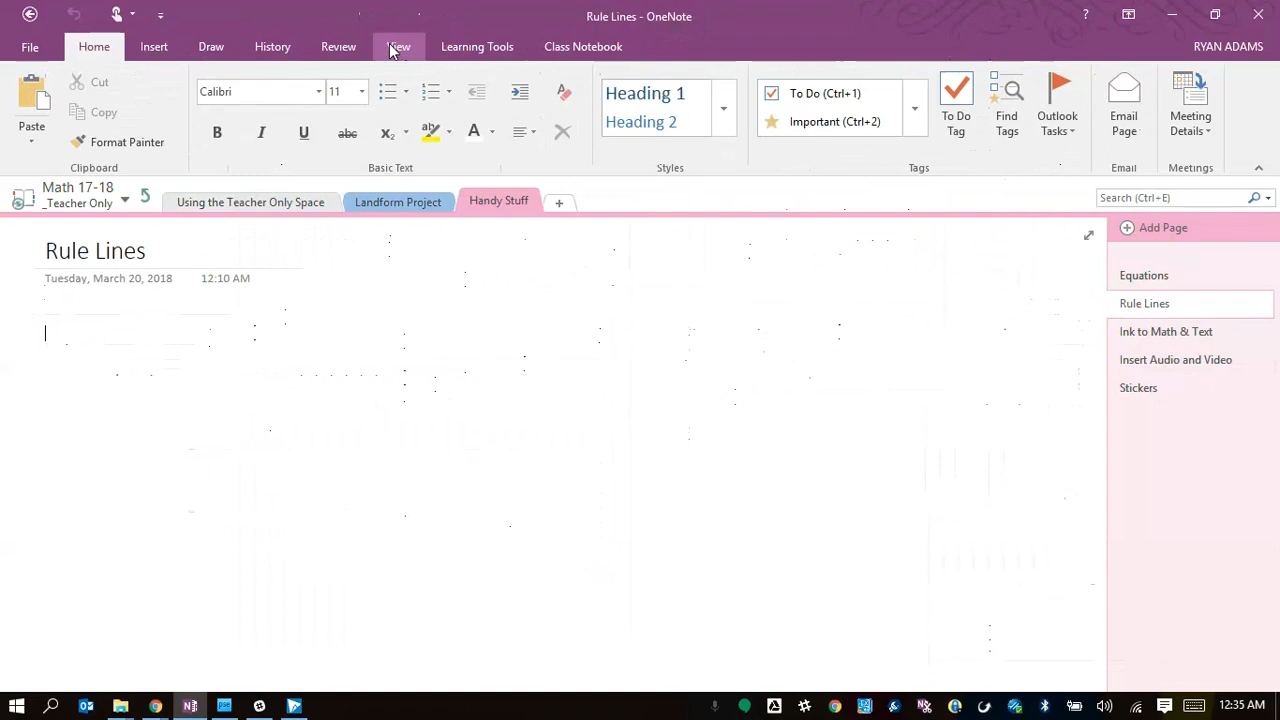 Rule Lines - OneNote
File
Home
Insert
Draw
History
Review
View
Learning Tools
Class Notebook
RYAN ADAMS
Paste
Cut
Copy
Format Painter
Clipboard
Calibri
11
B I U abc x₂ ab A
Basic Text
Heading 1
Heading 2
Styles
To Do (Ctrl+1)
Important (Ctrl+2)
To Do
Tag
Find
Tags
Outlook
Tasks
Tags
Email
Page
Email
Meeting
Details
Meetings
Math 17-18
_Teacher Only
Using the Teacher Only Space
Landform Project
Handy Stuff
Search (Ctrl+E)
Rule Lines
Tuesday, March 20, 2018
12:10 AM
Add Page
Equations
Rule Lines
Ink to Math & Text
Insert Audio and Video
Stickers
pse
12:35 AM